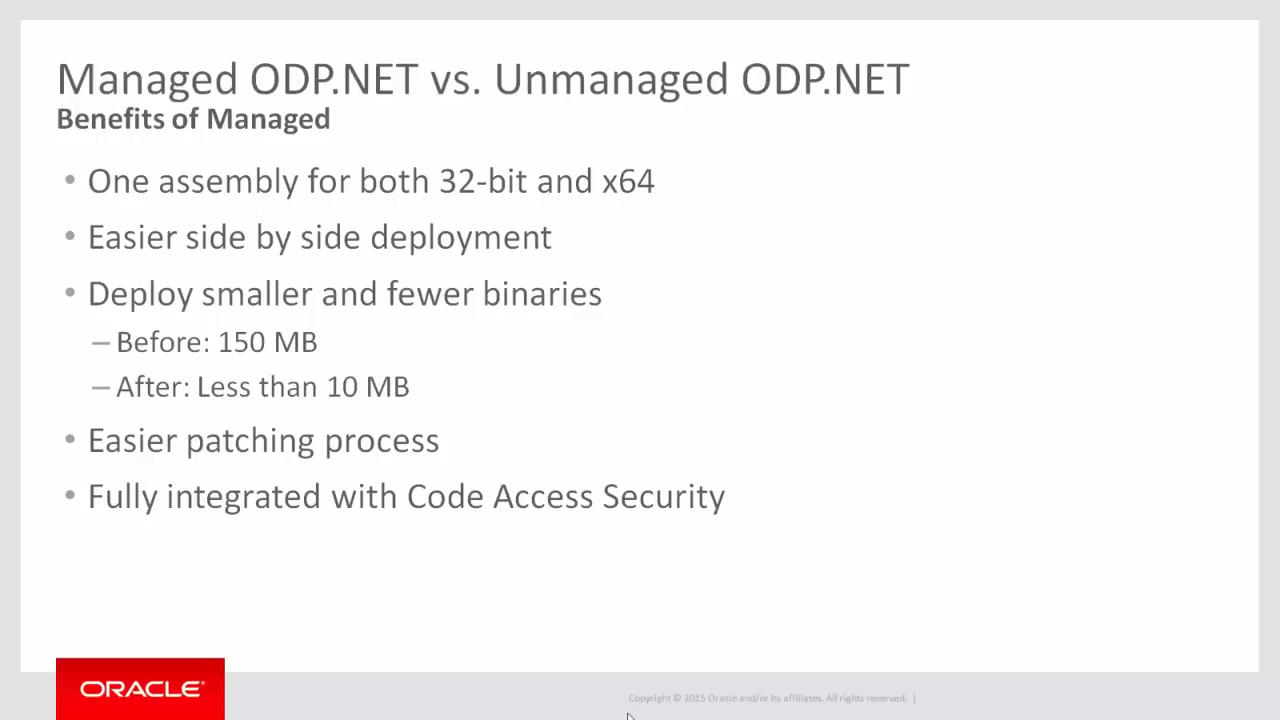 Managed ODP.NET vs. Unmanaged ODP.NET
Benefits of Managed
• One assembly for both 32-bit and x64
• Easier side by side deployment
• Deploy smaller and fewer binaries
– Before: 150 MB
– After: Less than 10 MB
• Easier patching process
• Fully integrated with Code Access Security
ORACLE®
Copyright © 2015 Oracle and/or its affiliates. All rights reserved. |